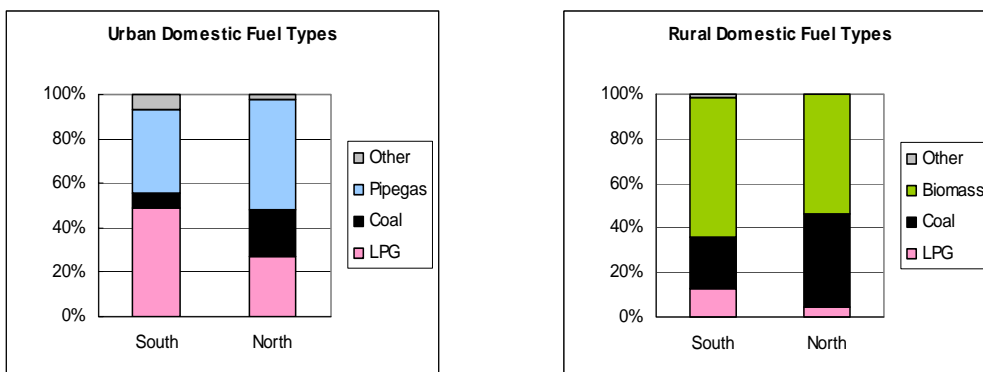 Urban Domestic Fuel Types
100%
80%
60%
40%
20%
0%
South North
Other
Pipegas
Coal
LPG
Rural Domestic Fuel Types
100%
80%
60%
40%
20%
0%
South North
Other
Biomass
Coal
LPG